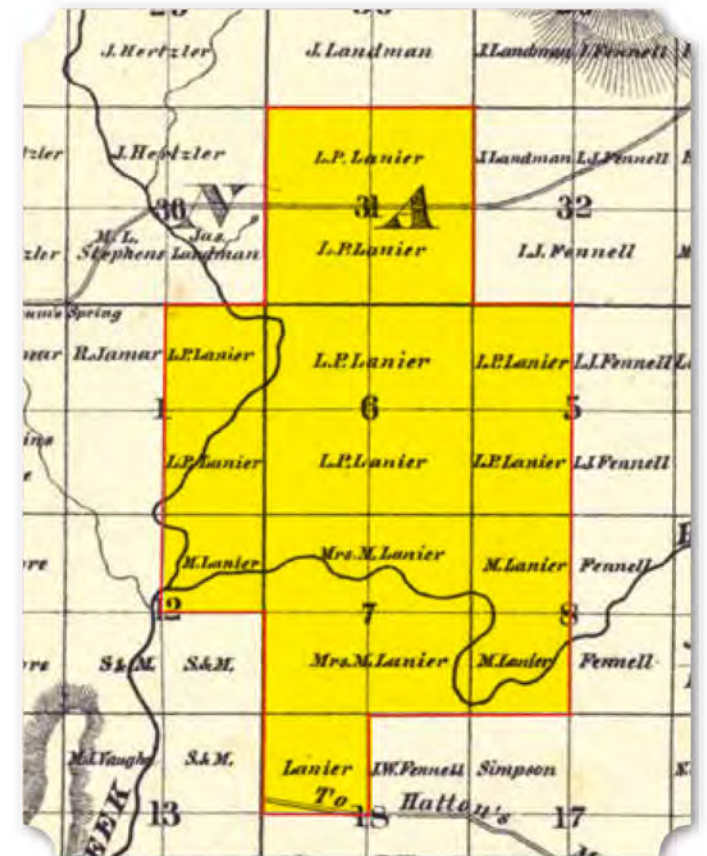 J. Hertzler J. Landman J. Landman J. Fennell
J. Hertzler L.P. Lanier J. Landman L.J. Fennell
36 V 31 A 32
M.L. Stephens Jas. Landman L.P. Lanier L.J. Fennell
Spring
R. Jamar L.P. Lanier L.P. Lanier L.P. Lanier L.J. Fennell
1 6 5
L.P. Lanier L.P. Lanier L.P. Lanier L.J. Fennell
M. Lanier Mrs. M. Lanier M. Lanier Fennell
12 7 8
S.&M. S.&M. Mrs. M. Lanier M. Lanier Fennell
M.J. Vaughn S.&M. Lanier J.W. Fennell Simpson
To Hatton's
13 18 17